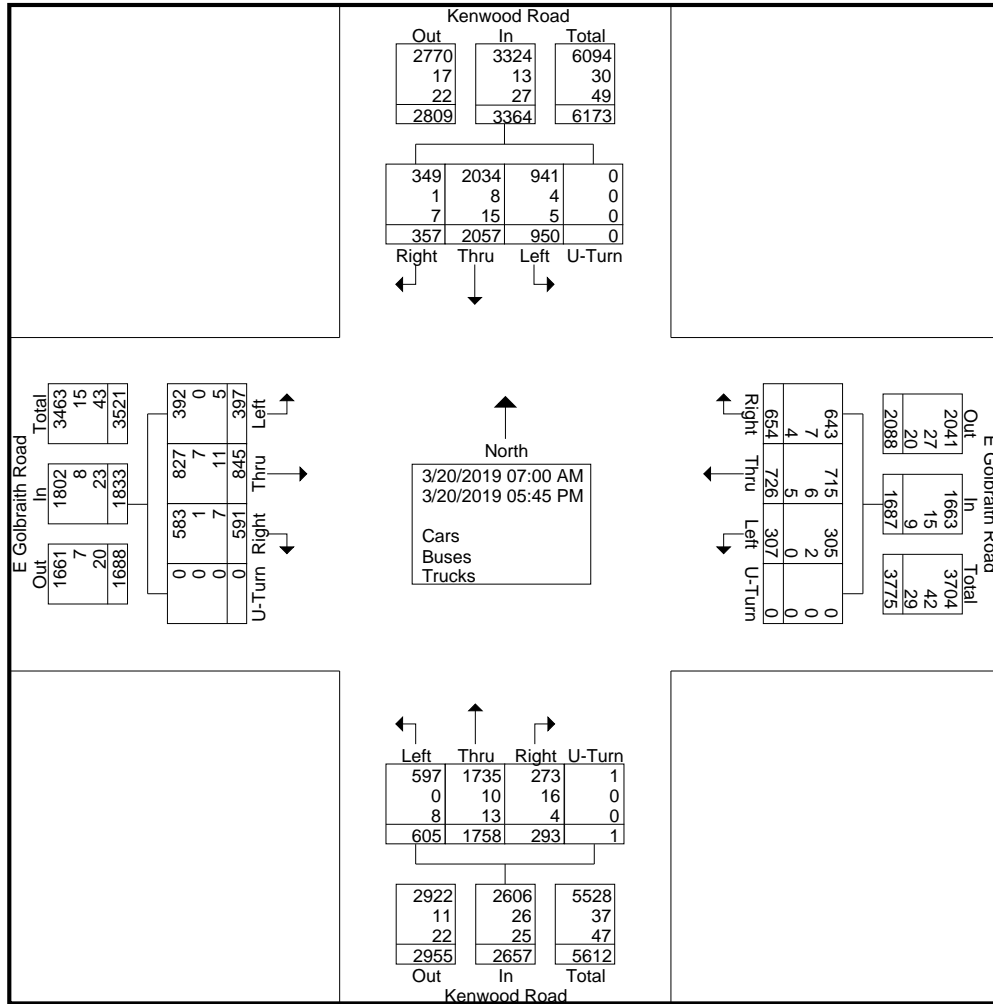 Kenwood Road
Out In Total
2770 3324 6094
17 13 30
22 27 49
2809 3364 6173
349 2034 941 0
1 8 4 0
7 15 5 0
357 2057 950 0
Right Thru Left U-Turn
E Golbraith Road
Total In Out
3463 1802 1661
15 8 7
43 23 20
3521 1833 1688
392 827 583 0
0 7 1 0
5 11 7 0
397 845 591 0
Left Thru Right U-Turn
North
3/20/2019 07:00 AM
3/20/2019 05:45 PM
Cars
Buses
Trucks
Right Thru Left U-Turn
643 715 305 0
7 6 2 0
4 5 0 0
654 726 307 0
E Golbraith Road
Out In Total
2041 1663 3704
27 15 42
20 9 29
2088 1687 3775
Left Thru Right U-Turn
597 1735 273 1
0 10 16 0
8 13 4 0
605 1758 293 1
2922 2606 5528
11 26 37
22 25 47
2955 2657 5612
Out In Total
Kenwood Road